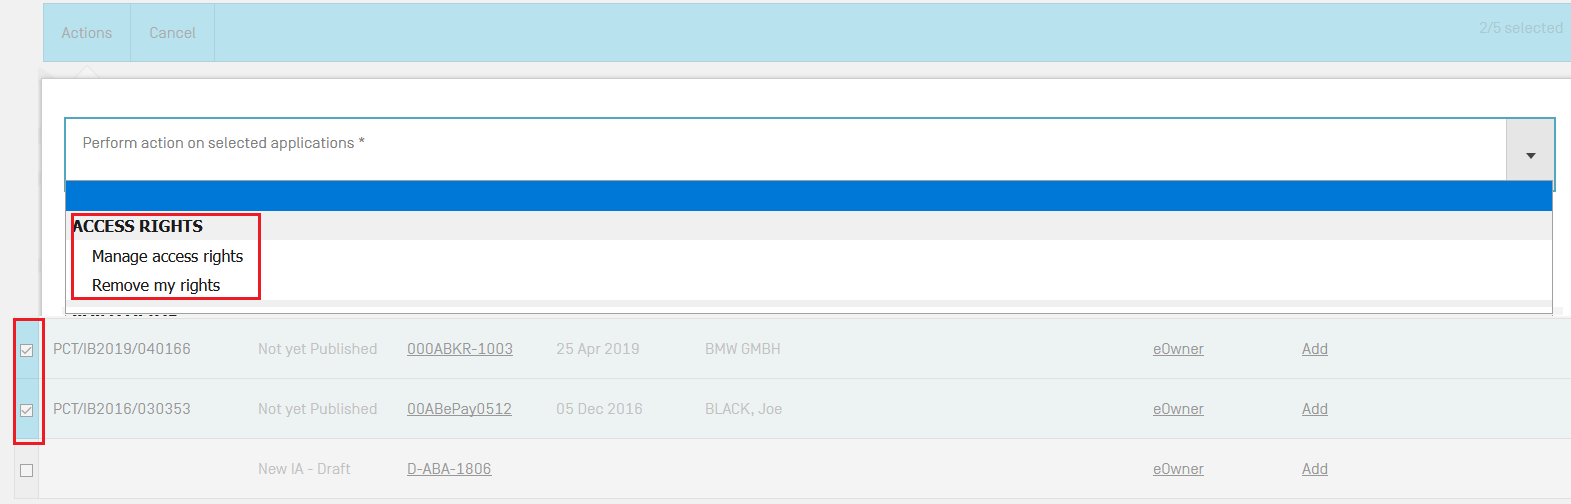 Actions Cancel 2/5 selected
Perform action on selected applications *
ACCESS RIGHTS
Manage access rights
Remove my rights
PCT/IB2019/040166 Not yet Published 000ABKR-1003 25 Apr 2019 BMW GMBH eOwner Add
PCT/IB2016/030353 Not yet Published 00ABePay0512 05 Dec 2016 BLACK, Joe eOwner Add
New IA - Draft D-ABA-1806 eOwner Add